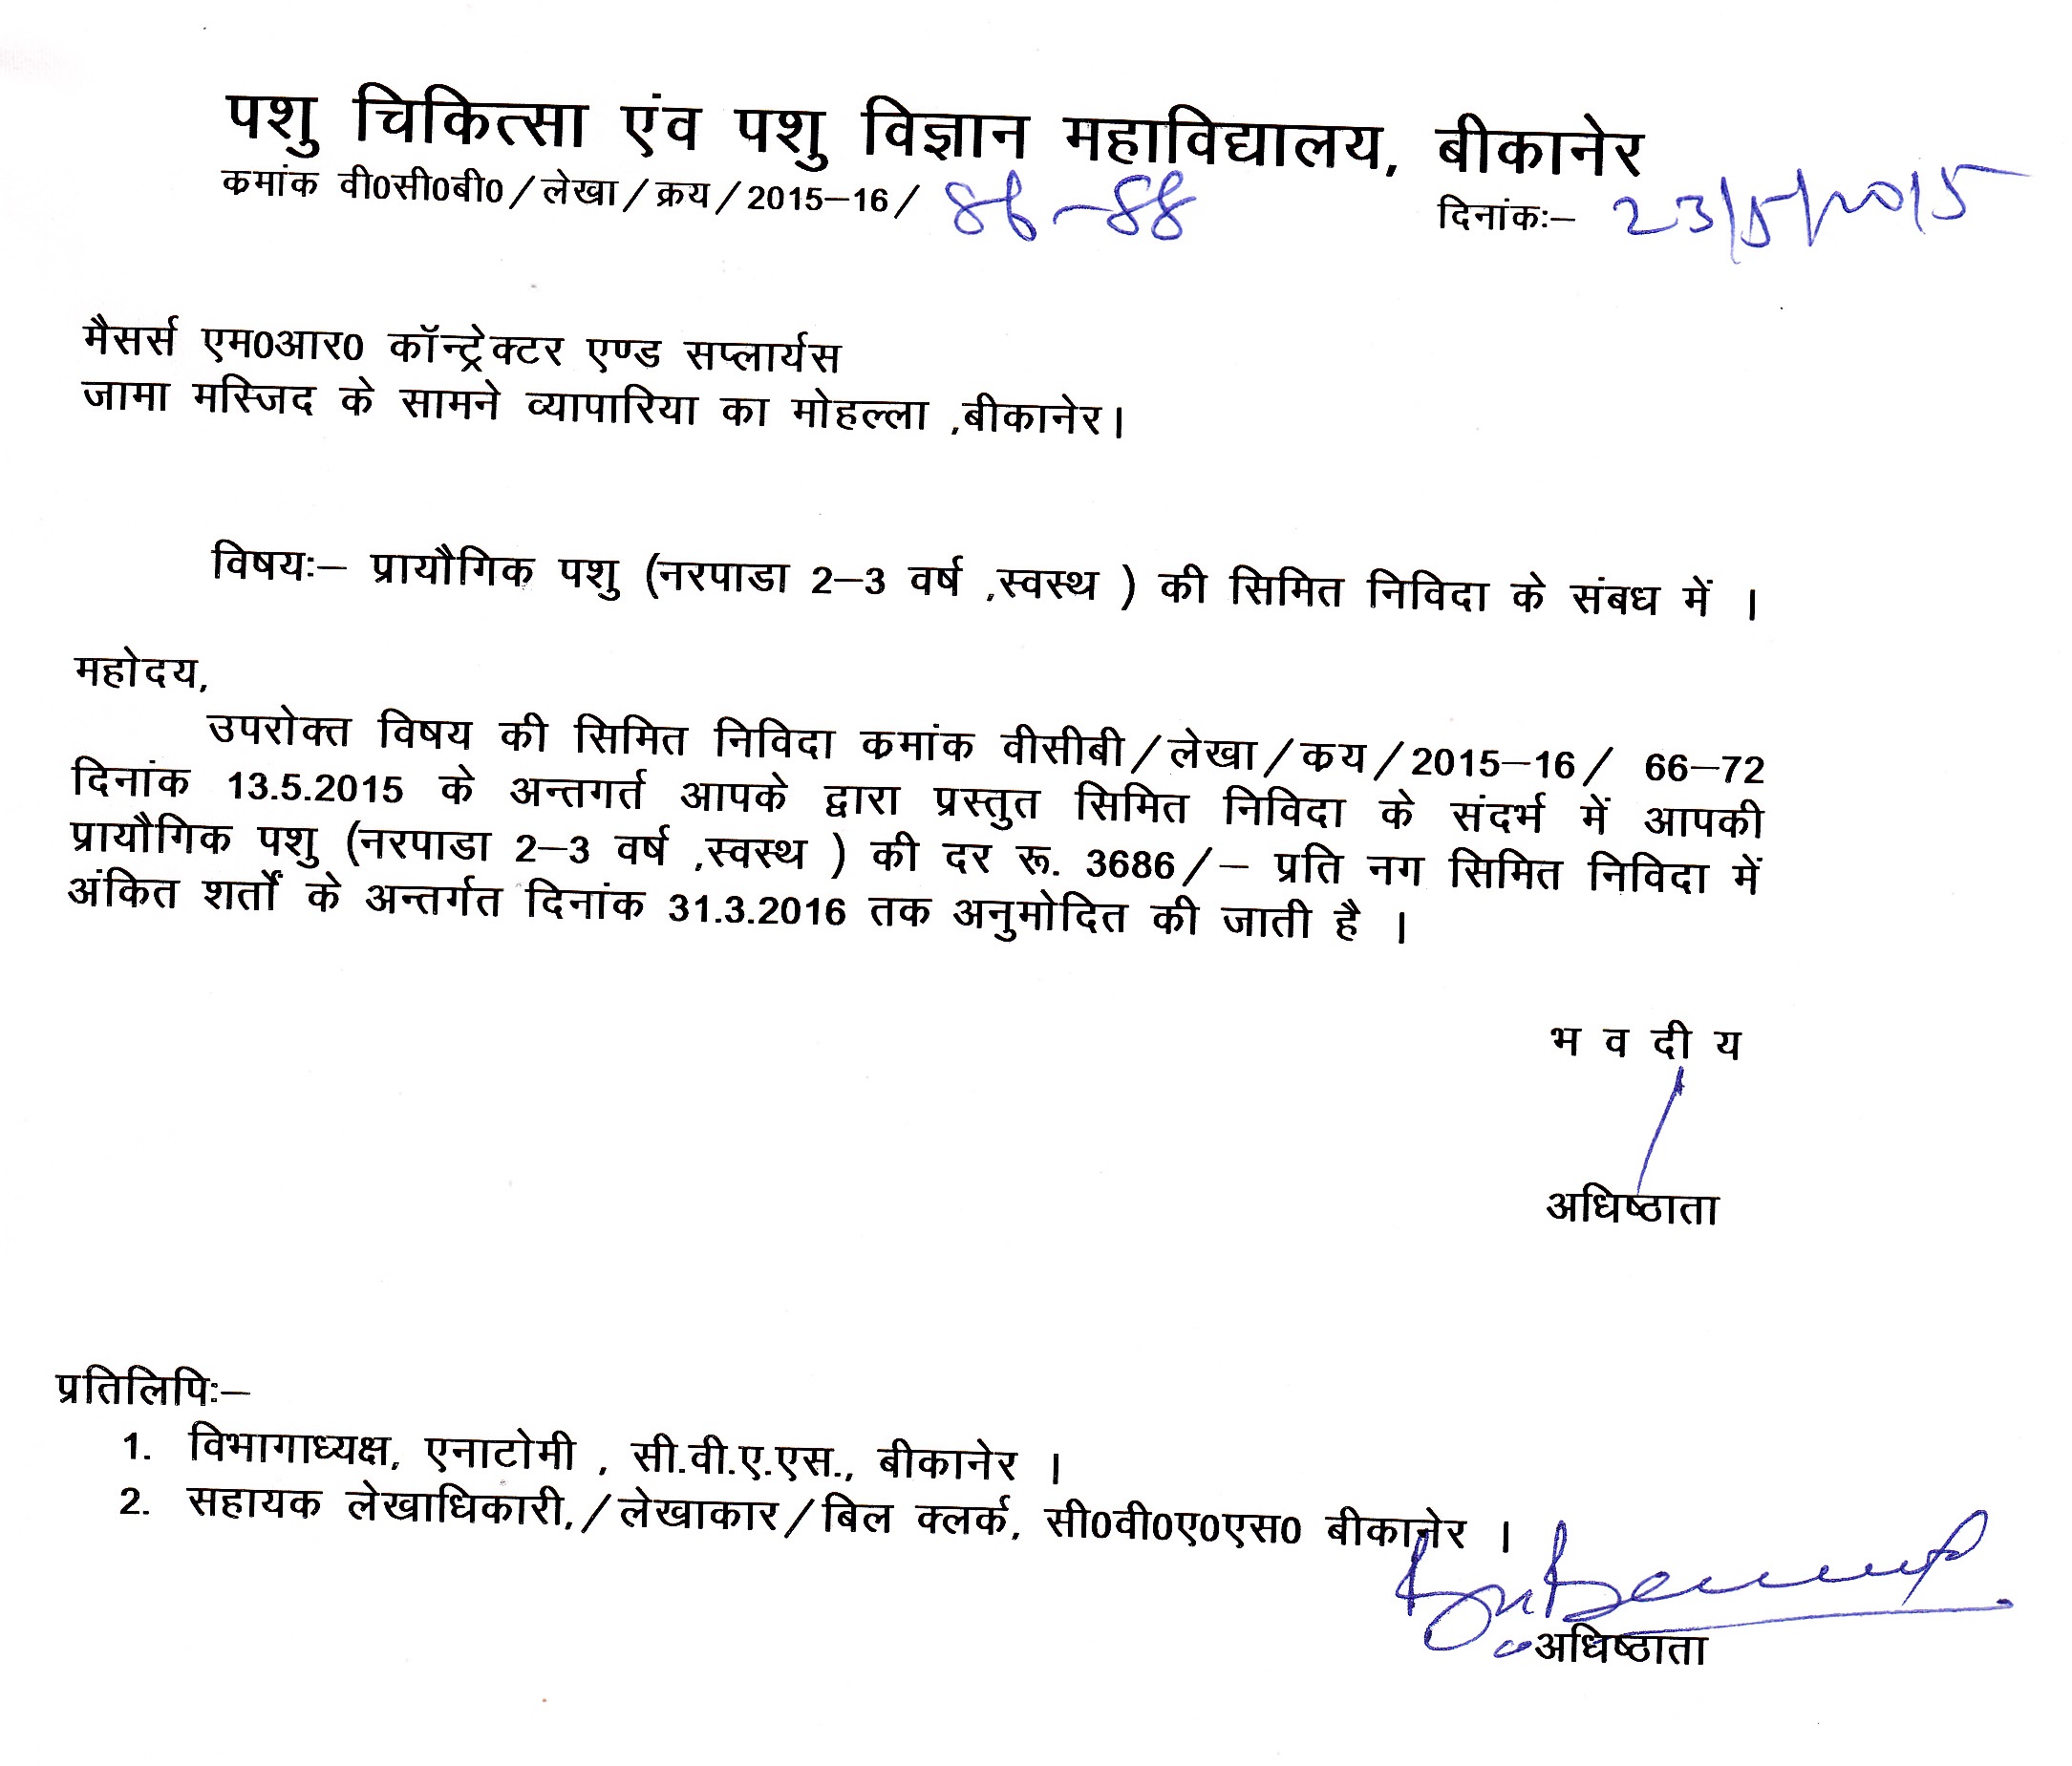 पशु चिकित्सा एंव पशु विज्ञान महाविद्यालय, बीकानेर
कमांक वी0सी0बी0/लेखा/क्रय/2015–16/ 86–88 दिनांकः– 23/5/2015
मैसर्स एम0आर0 कॉन्ट्रेक्टर एण्ड सप्लार्यस
जामा मस्जिद के सामने व्यापारिया का मोहल्ला ,बीकानेर।
विषयः– प्रायौगिक पशु (नरपाडा 2–3 वर्ष ,स्वस्थ ) की सिमित निविदा के संबध में ।
महोदय,
उपरोक्त विषय की सिमित निविदा कमांक वीसीबी/लेखा/कय/2015–16/ 66–72
दिनांक 13.5.2015 के अन्तगर्त आपके द्वारा प्रस्तुत सिमित निविदा के संदर्भ में आपकी
प्रायौगिक पशु (नरपाडा 2–3 वर्ष ,स्वस्थ ) की दर रू. 3686/– प्रति नग सिमित निविदा में
अंकित शर्तों के अन्तर्गत दिनांक 31.3.2016 तक अनुमोदित की जाती है ।
भ व दी य
अधिष्ठाता
प्रतिलिपिः–
1. विभागाध्यक्ष, एनाटोमी , सी.वी.ए.एस., बीकानेर ।
2. सहायक लेखाधिकारी,/लेखाकार/बिल क्लर्क, सी0वी0ए0एस0 बीकानेर ।
अधिष्ठाता